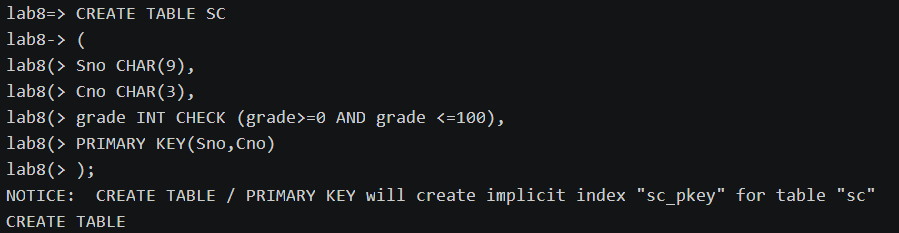 lab8=> CREATE TABLE SC
lab8-> (
lab8(> Sno CHAR(9),
lab8(> Cno CHAR(3),
lab8(> grade INT CHECK (grade>=0 AND grade <=100),
lab8(> PRIMARY KEY(Sno,Cno)
lab8(> );
NOTICE:  CREATE TABLE / PRIMARY KEY will create implicit index "sc_pkey" for table "sc"
CREATE TABLE